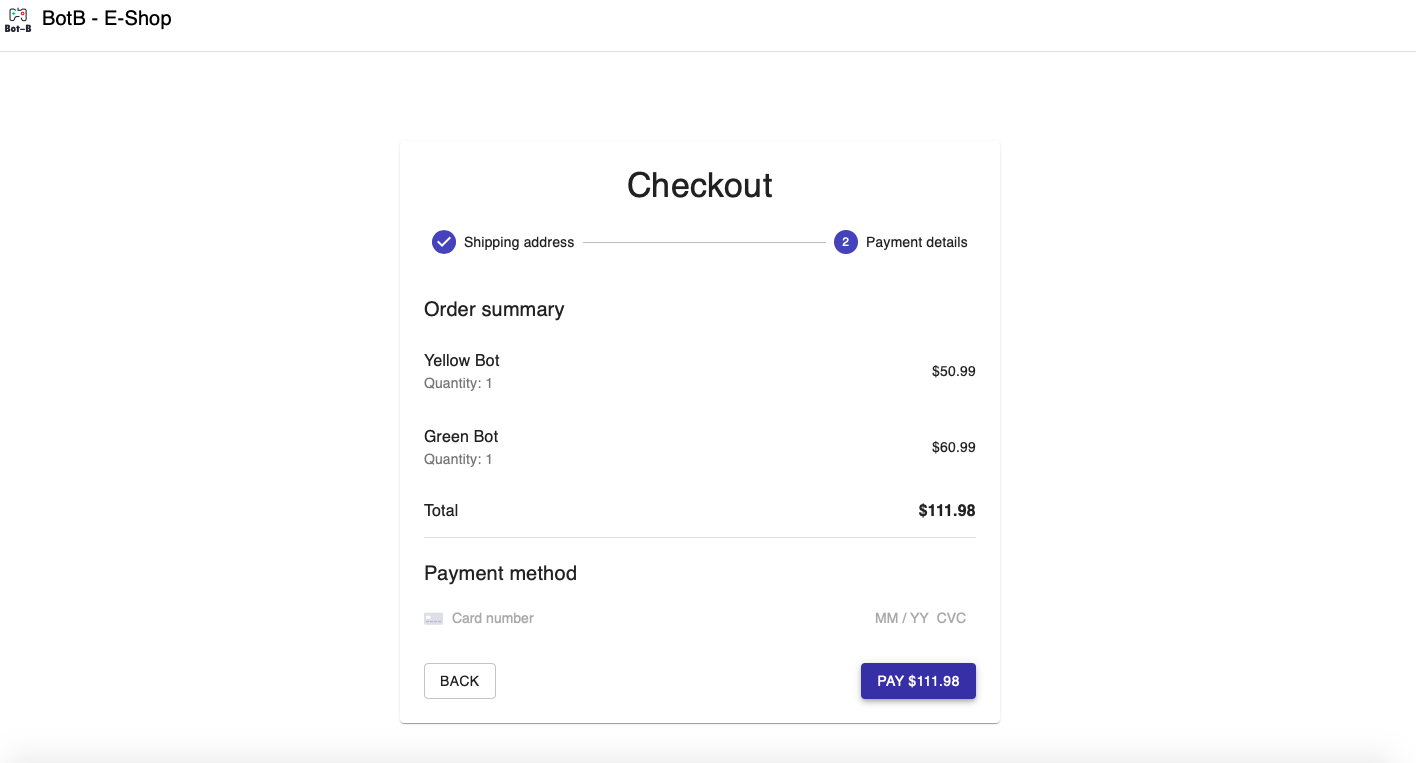 Bot-B
BotB - E-Shop
Checkout
Shipping address
2 Payment details
Order summary
Yellow Bot
Quantity: 1
$50.99
Green Bot
Quantity: 1
$60.99
Total $111.98
Payment method
Card number MM / YY CVC
BACK PAY $111.98